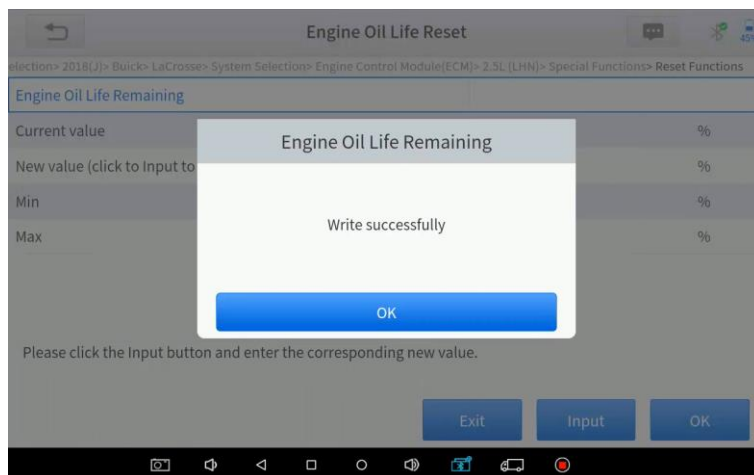 Engine Oil Life Reset
45%
election> 2018(J)> Buick> LaCrosse> System Selection> Engine Control Module(ECM)> 2.5L (LHN)> Special Functions> Reset Functions
Engine Oil Life Remaining
Current value %
New value (click to Input to %
Min %
Max %
Engine Oil Life Remaining
Write successfully
OK
Please click the Input button and enter the corresponding new value.
Exit Input OK